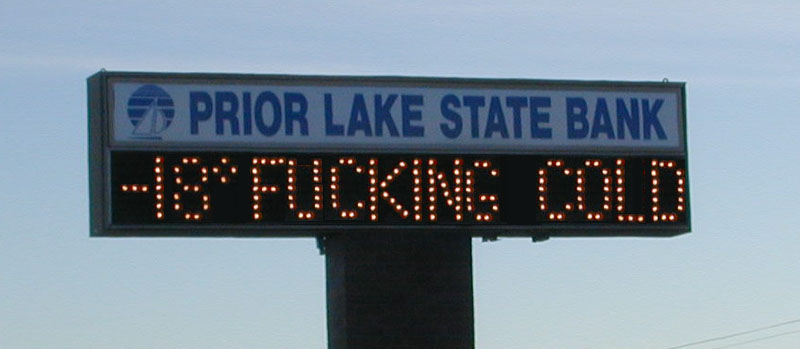 PRIOR LAKE STATE BANK
-18° FUCKING COLD